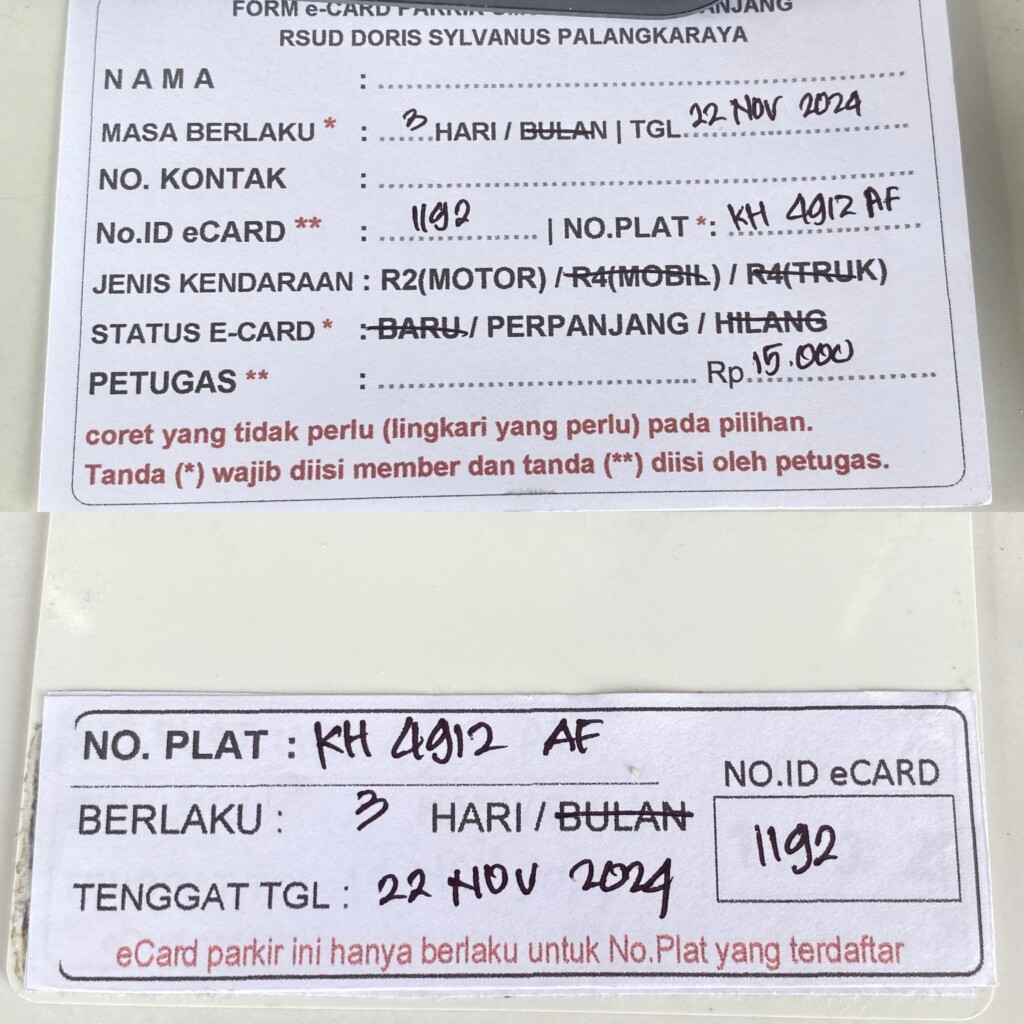 FORM e-CARD PARKIR
RSUD DORIS SYLVANUS PALANGKARAYA
NAMA :
MASA BERLAKU * : 3 HARI / BULAN | TGL. 22 NOV 2024
NO. KONTAK :
No.ID eCARD ** : 1192 | NO.PLAT *: KH 4912 AF
JENIS KENDARAAN : R2(MOTOR) / R4(MOBIL) / R4(TRUK)
STATUS E-CARD * : BARU / PERPANJANG / HILANG
PETUGAS ** : Rp. 15.000
coret yang tidak perlu (lingkari yang perlu) pada pilihan.
Tanda (*) wajib diisi member dan tanda (**) diisi oleh petugas.
NO. PLAT : KH 4912 AF
BERLAKU : 3 HARI / BULAN
TENGGAT TGL : 22 NOV 2024
NO.ID eCARD
1192
eCard parkir ini hanya berlaku untuk No.Plat yang terdaftar